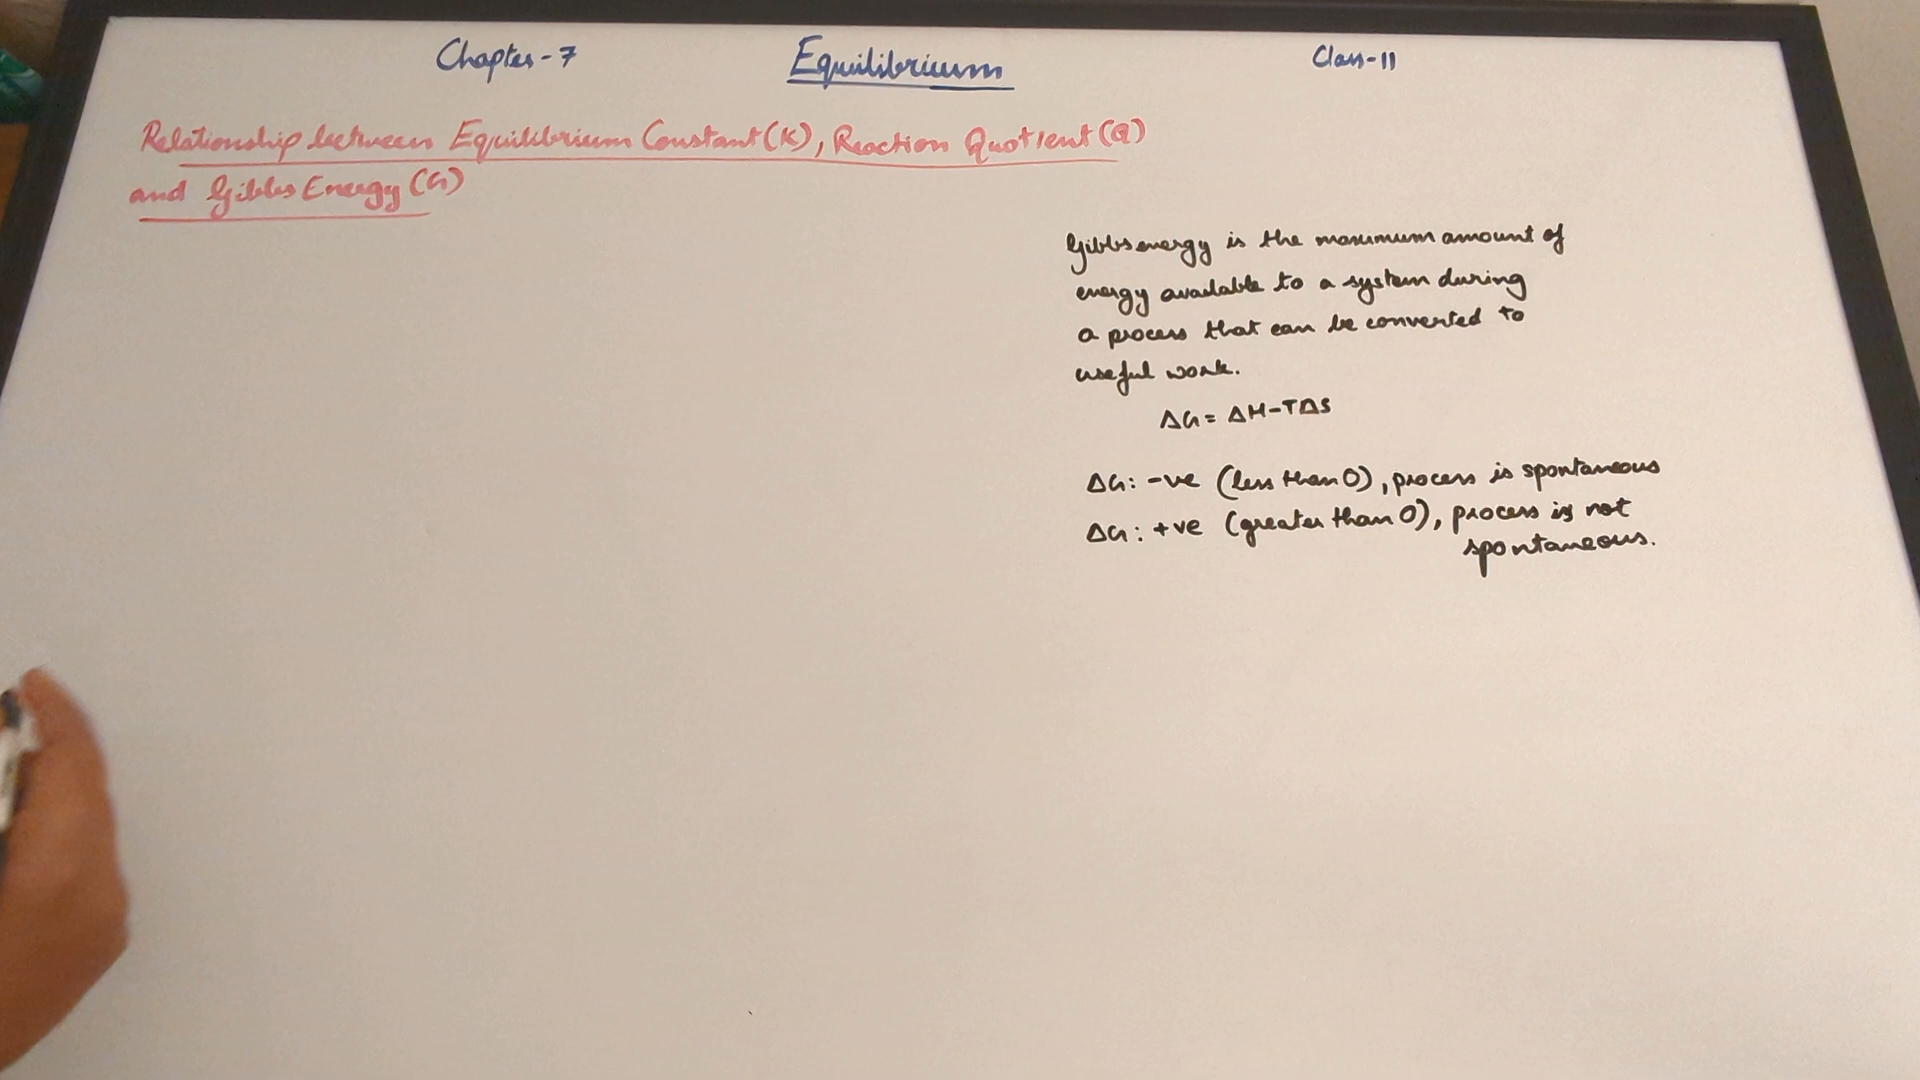 Chapter-7 Equilibrium Class-11
Relationship between Equilibrium Constant (K), Reaction Quotient (Q)
and Gibbs Energy (G)
Gibbs energy is the maximum amount of
energy available to a system during
a process that can be converted to
useful work.
ΔG = ΔH-TΔS
ΔG: -ve (less than 0), process is spontaneous
ΔG: +ve (greater than 0), process is not
spontaneous.